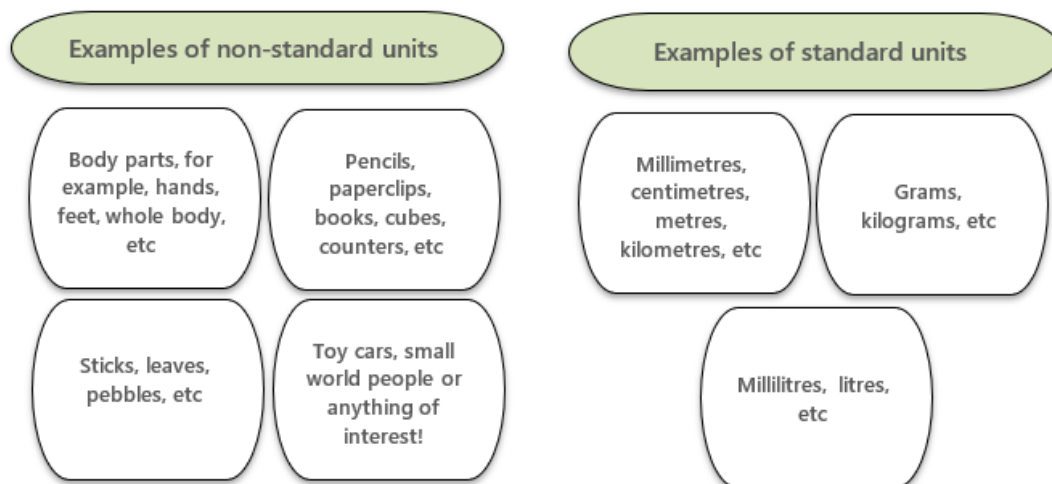 Examples of non-standard units
Body parts, for
example, hands,
feet, whole body,
etc
Pencils,
paperclips,
books, cubes,
counters, etc
Sticks, leaves,
pebbles, etc
Toy cars, small
world people or
anything of
interest!
Examples of standard units
Millimetres,
centimetres,
metres,
kilometres, etc
Grams,
kilograms, etc
Millilitres, litres,
etc